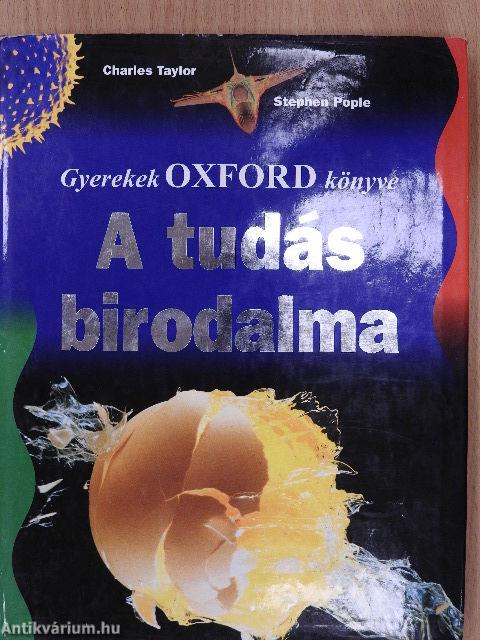 Charles Taylor
Stephen Pople
Gyerekek OXFORD könyve
A tudás
birodalma
Antikvárium.hu